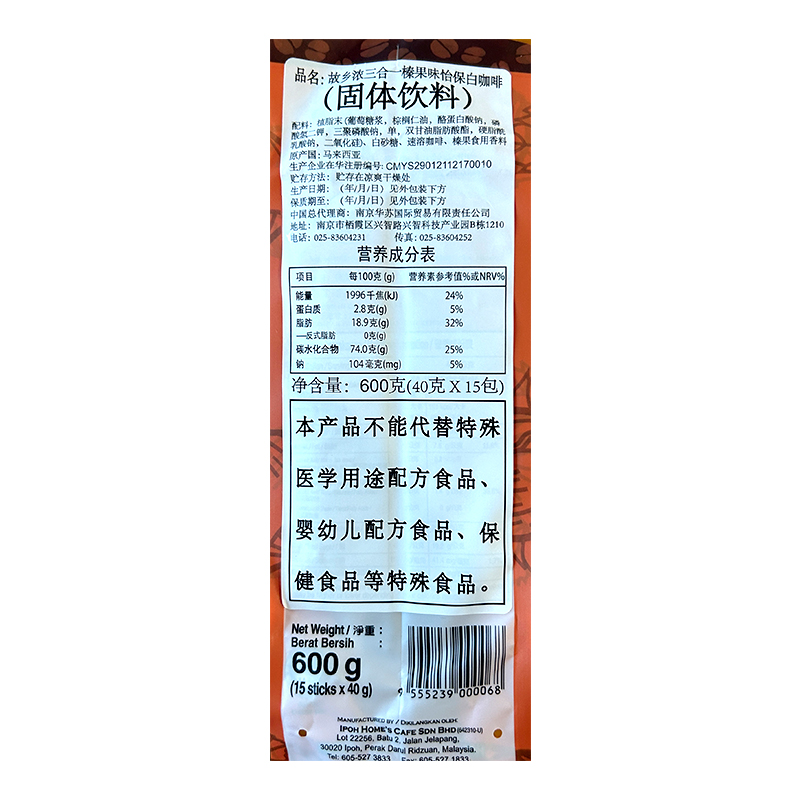 品名：故乡浓三合一榛果味怡保白咖啡
（固体饮料）
配料：植脂末（葡萄糖浆，棕榈仁油，酪蛋白酸钠，磷
酸氢二钾，三聚磷酸钠，单，双甘油脂肪酸酯，硬脂酰
乳酸钠，二氧化硅）、白砂糖、速溶咖啡、榛果食用香料
原产国：马来西亚
生产企业在华注册编号：CMYS29012112170010
贮存方法：贮存在凉爽干燥处
生产日期：（年/月/日）见外包装下方
保质期至：（年/月/日）见外包装下方
中国总代理商：南京华苏国际贸易有限责任公司
地址：南京市栖霞区兴智路兴智科技产业园B栋1210
电话：025-83604231 传真：025-83604252
营养成分表
项目 每100克(g) 营养素参考值%或NRV%
能量 1996千焦(kJ) 24%
蛋白质 2.8克(g) 5%
脂肪 18.9克(g) 32%
—反式脂肪 0克(g)
碳水化合物 74.0克(g) 25%
钠 104毫克(mg) 5%
净含量：600克(40克 X 15包)
本产品不能代替特殊
医学用途配方食品、
婴幼儿配方食品、保
健食品等特殊食品。
Net Weight / 淨重：
Berat Bersih :
600 g
(15 sticks x 40 g)
9 555239 000068
MANUFACTURED BY / DIKILANGKAN OLEH:
IPOH HOME'S CAFE SDN BHD (642310-U)
Lot 22256, Batu 2, Jalan Jelapang,
30020 Ipoh, Perak Darul Ridzuan, Malaysia.
Tel: 605-527 3833 Fax: 605-527 1833